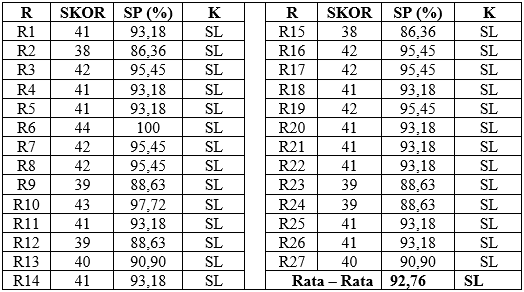 R SKOR SP (%) K R SKOR SP (%) K
R1 41 93,18 SL R15 38 86,36 SL
R2 38 86,36 SL R16 42 95,45 SL
R3 42 95,45 SL R17 42 95,45 SL
R4 41 93,18 SL R18 41 93,18 SL
R5 41 93,18 SL R19 42 95,45 SL
R6 44 100 SL R20 41 93,18 SL
R7 42 95,45 SL R21 41 93,18 SL
R8 42 95,45 SL R22 41 93,18 SL
R9 39 88,63 SL R23 39 88,63 SL
R10 43 97,72 SL R24 39 88,63 SL
R11 41 93,18 SL R25 41 93,18 SL
R12 39 88,63 SL R26 41 93,18 SL
R13 40 90,90 SL R27 40 90,90 SL
R14 41 93,18 SL Rata – Rata 92,76 SL